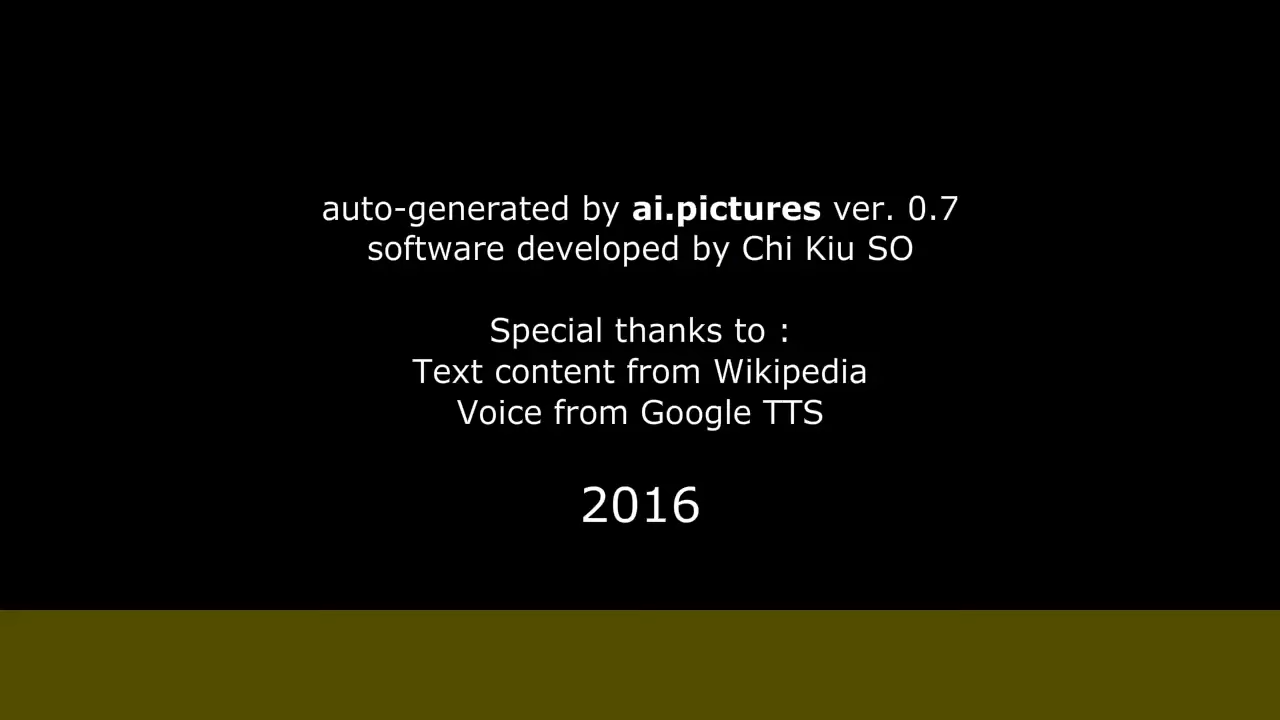 auto-generated by ai.pictures ver. 0.7
software developed by Chi Kiu SO
Special thanks to :
Text content from Wikipedia
Voice from Google TTS
2016